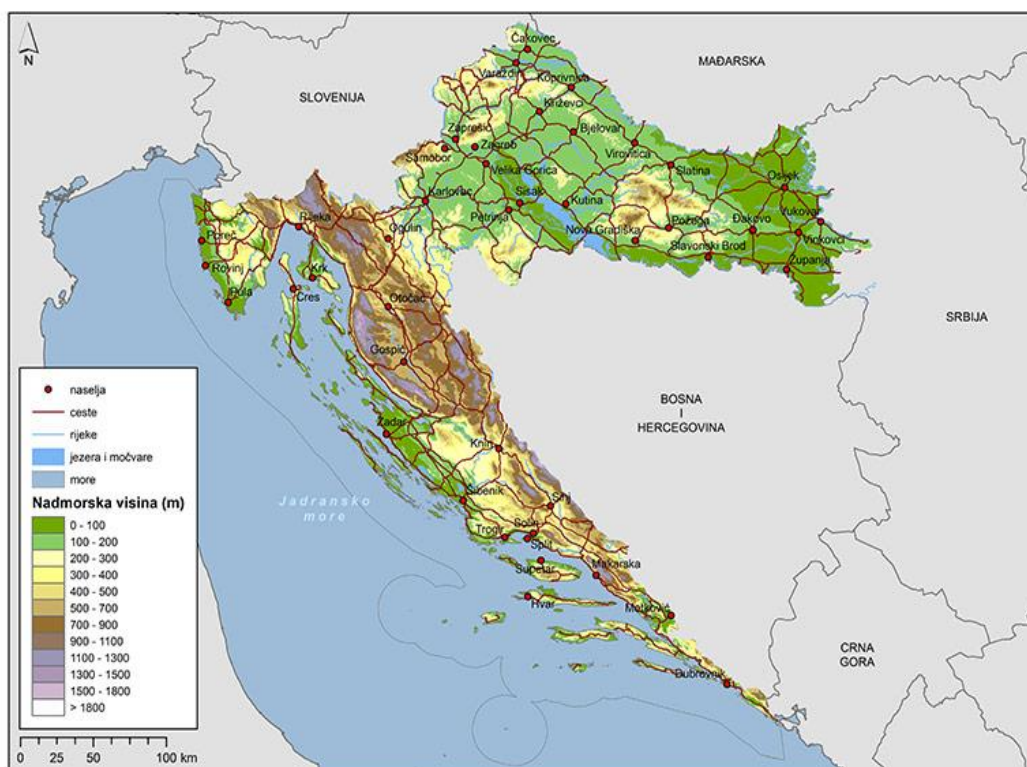 N
SLOVENIJA
MAĐARSKA
SRBIJA
BOSNA
I
HERCEGOVINA
CRNA
GORA
Jadransko
more
Čakovec
Varaždin
Koprivnica
Križevci
Bjelovar
Zaprešić
Zagreb
Samobor
Velika Gorica
Virovitica
Slatina
Osijek
Karlovac
Sisak
Kutina
Petrinja
Požega
Đakovo
Vukovar
Nova Gradiška
Slavonski Brod
Vinkovci
Županja
Rijeka
Ogulin
Poreč
Rovinj
Pula
Krk
Cres
Otočac
Gospić
Zadar
Knin
Šibenik
Sinj
Trogir
Solin
Split
Supetar
Makarska
Hvar
Metković
Dubrovnik
naselja
ceste
rijeke
jezera i močvare
more
Nadmorska visina (m)
0 - 100
100 - 200
200 - 300
300 - 400
400 - 500
500 - 700
700 - 900
900 - 1100
1100 - 1300
1300 - 1500
1500 - 1800
> 1800
0 25 50 100 km